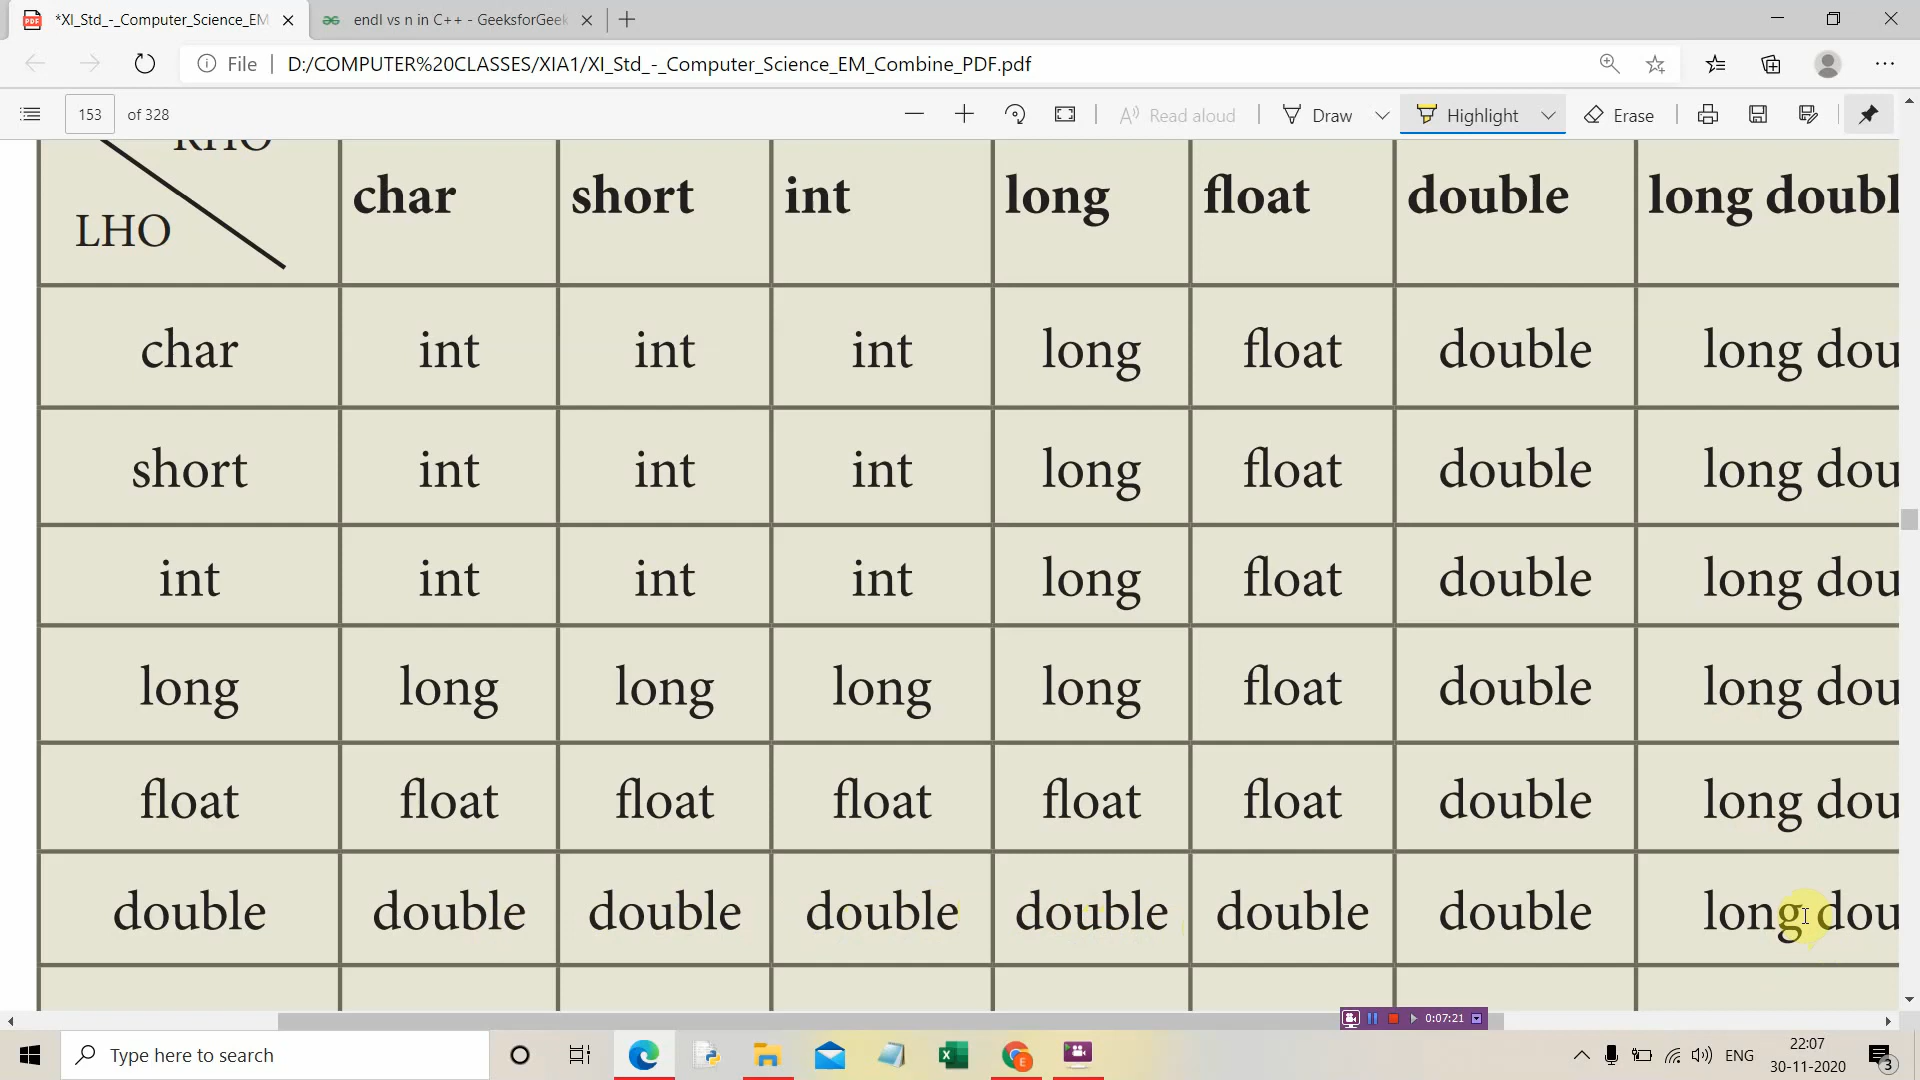 *XI_Std_-_Computer_Science_EM
endl vs n in C++ - GeeksforGeek
File
D:/COMPUTER%20CLASSES/XIA1/XI_Std_-_Computer_Science_EM_Combine_PDF.pdf
153 of 328
Read aloud
Draw
Highlight
Erase
RHO
LHO
char short int long float double long doubl
char int int int long float double long dou
short int int int long float double long dou
int int int int long float double long dou
long long long long long float double long dou
float float float float float float double long dou
double double double double double double double long dou
0:07:21
Type here to search
ENG
22:07
30-11-2020
3